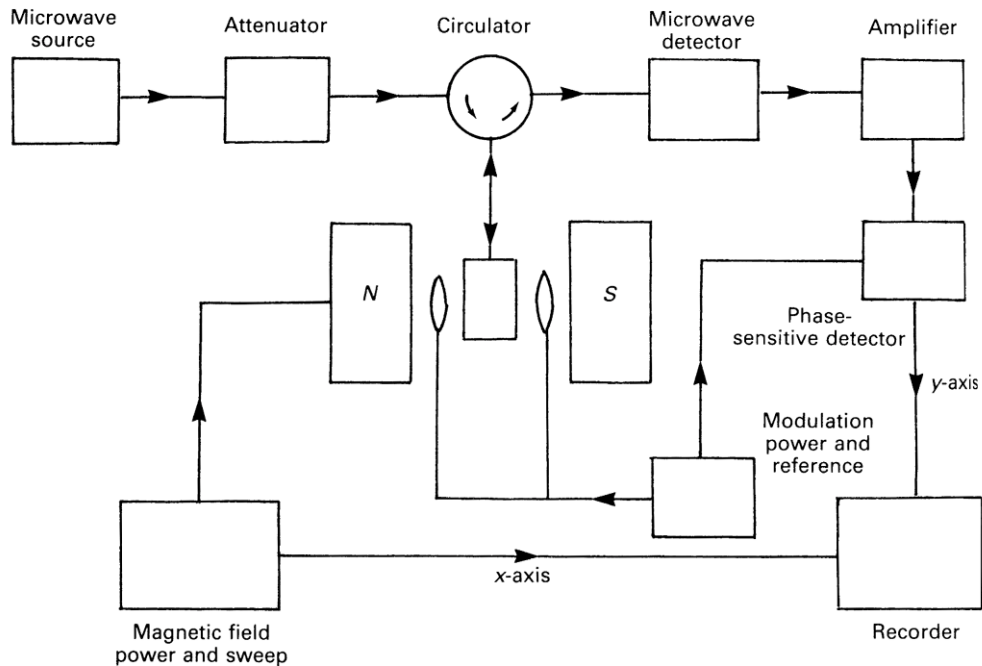 Microwave
source
Attenuator
Circulator
Microwave
detector
Amplifier
N
S
Phase-
sensitive detector
y-axis
Modulation
power and
reference
x-axis
Magnetic field
power and sweep
Recorder